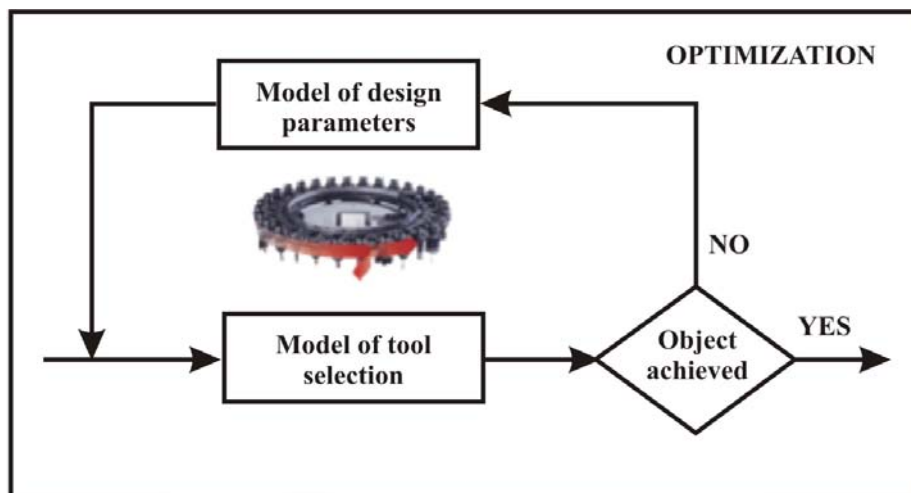 OPTIMIZATION
Model of design
parameters
NO
YES
Model of tool
selection
Object
achieved